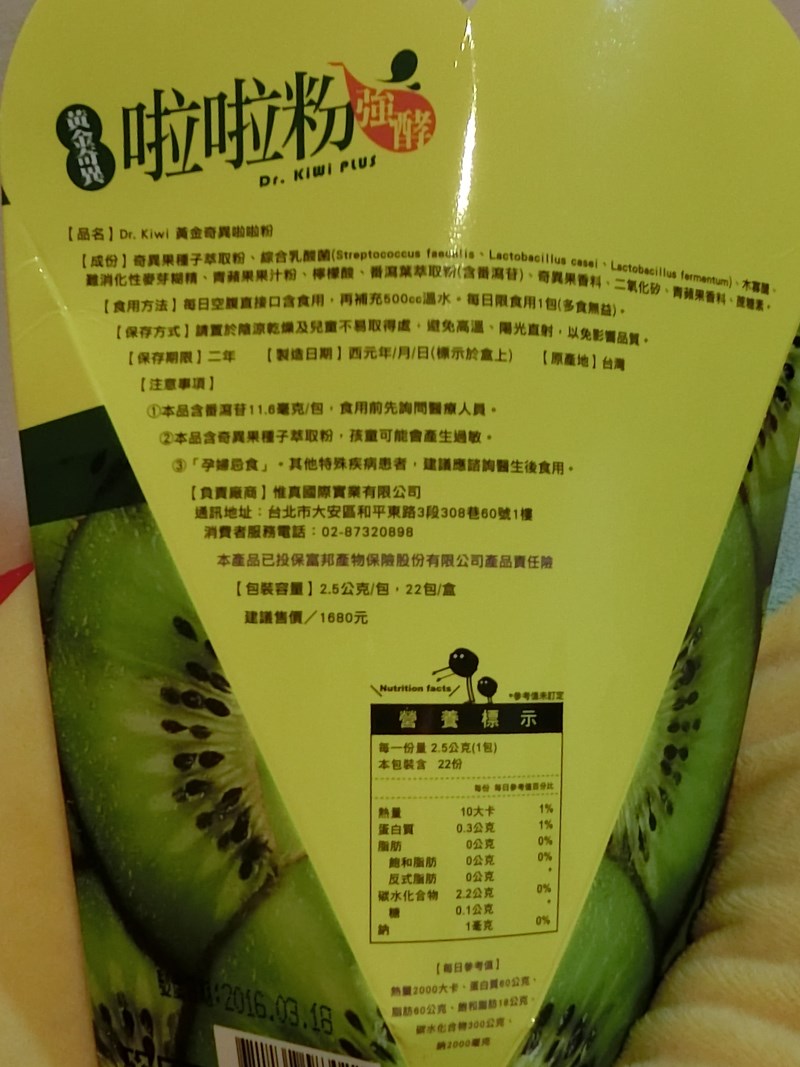 黃金奇異
啦啦粉
強酵
Dr. Kiwi PLUS
【品名】Dr. Kiwi 黃金奇異啦啦粉
【成份】奇異果種子萃取粉、綜合乳酸菌(Streptococcus faecalis、Lactobacillus casei、Lactobacillus fermentum)、木寡醣、
難消化性麥芽糊精、青蘋果果汁粉、檸檬酸、番瀉葉萃取粉(含番瀉苷)、奇異果香料、二氧化矽、青蘋果香料、蔗糖素。
【食用方法】每日空腹直接口含食用，再補充500cc溫水。每日限食用1包(多食無益)。
【保存方式】請置於陰涼乾燥及兒童不易取得處，避免高溫、陽光直射，以免影響品質。
【保存期限】二年 【製造日期】西元年/月/日(標示於盒上) 【原產地】台灣
【注意事項】
①本品含番瀉苷11.6毫克/包，食用前先詢問醫療人員。
②本品含奇異果種子萃取粉，孩童可能會產生過敏。
③「孕婦忌食」。其他特殊疾病患者，建議應諮詢醫生後食用。
【負責廠商】惟真國際實業有限公司
通訊地址：台北市大安區和平東路3段308巷60號1樓
消費者服務電話：02-87320898
本產品已投保富邦產物保險股份有限公司產品責任險
【包裝容量】2.5公克/包，22包/盒
建議售價／1680元
Nutrition facts
*參考值未訂定
營養標示
每一份量 2.5公克(1包)
本包裝含 22份
每份 每日參考值百分比
熱量 10大卡 1%
蛋白質 0.3公克 1%
脂肪 0公克 0%
飽和脂肪 0公克 0%
反式脂肪 0公克 *
碳水化合物 2.2公克 0%
糖 0.1公克 *
鈉 1毫克 0%
【每日參考值】
熱量2000大卡、蛋白質60公克、
脂肪60公克、飽和脂肪18公克、
碳水化合物300公克、
鈉2000毫克
:2016.03.18